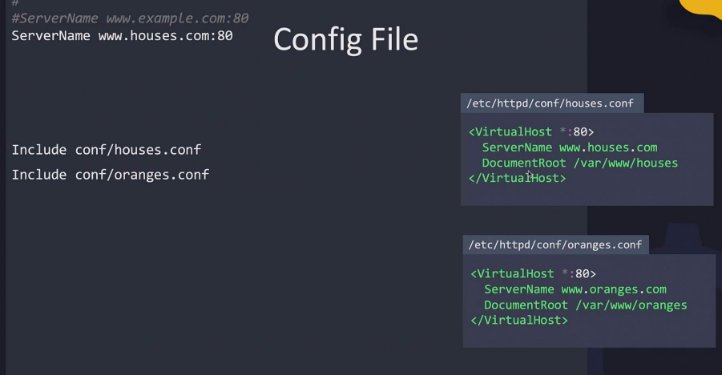 #
#ServerName www.example.com:80
ServerName www.houses.com:80
Config File
Include conf/houses.conf
Include conf/oranges.conf
/etc/httpd/conf/houses.conf
<VirtualHost *:80>
ServerName www.houses.com
DocumentRoot /var/www/houses
</VirtualHost>
/etc/httpd/conf/oranges.conf
<VirtualHost *:80>
ServerName www.oranges.com
DocumentRoot /var/www/oranges
</VirtualHost>